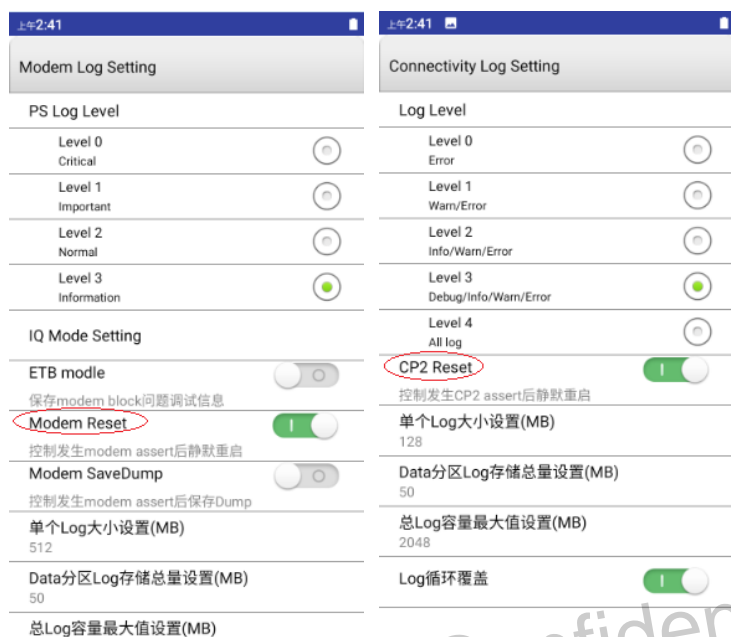 上午2:41
Modem Log Setting
PS Log Level
Level 0
Critical
Level 1
Important
Level 2
Normal
Level 3
Information
IQ Mode Setting
ETB modle
保存modem block问题调试信息
Modem Reset
控制发生modem assert后静默重启
Modem SaveDump
控制发生modem assert后保存Dump
单个Log大小设置(MB)
512
Data分区Log存储总量设置(MB)
50
总Log容量最大值设置(MB)
上午2:41
Connectivity Log Setting
Log Level
Level 0
Error
Level 1
Warn/Error
Level 2
Info/Warn/Error
Level 3
Debug/Info/Warn/Error
Level 4
All log
CP2 Reset
控制发生CP2 assert后静默重启
单个Log大小设置(MB)
128
Data分区Log存储总量设置(MB)
50
总Log容量最大值设置(MB)
2048
Log循环覆盖